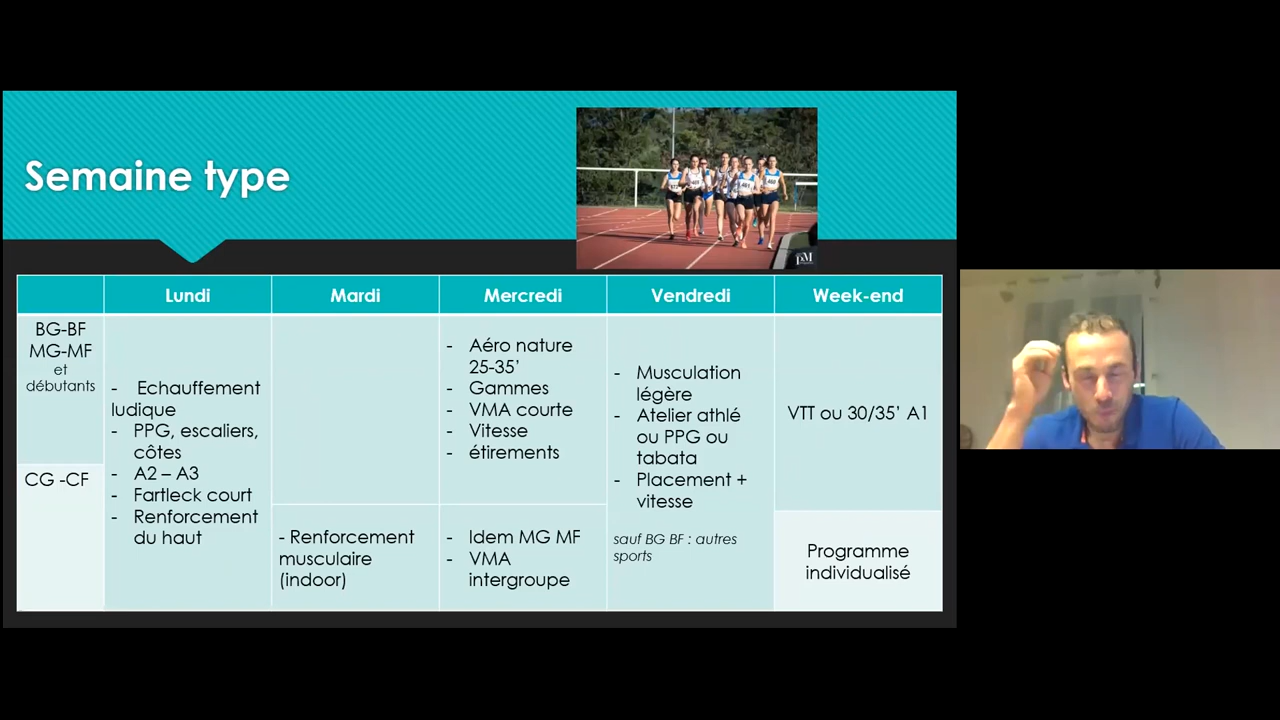 Semaine type
Lundi
Mardi
Mercredi
Vendredi
Week-end
BG-BF
MG-MF
et
débutants
- Echauffement
ludique
- PPG, escaliers,
côtes
- A2 – A3
- Fartleck court
- Renforcement
du haut
- Aéro nature
25-35’
- Gammes
- VMA courte
- Vitesse
- étirements
- Musculation
légère
- Atelier athlé
ou PPG ou
tabata
- Placement +
vitesse
sauf BG BF : autres
sports
VTT ou 30/35’ A1
CG -CF
- Renforcement
musculaire
(indoor)
- Idem MG MF
- VMA
intergroupe
Programme
individualisé